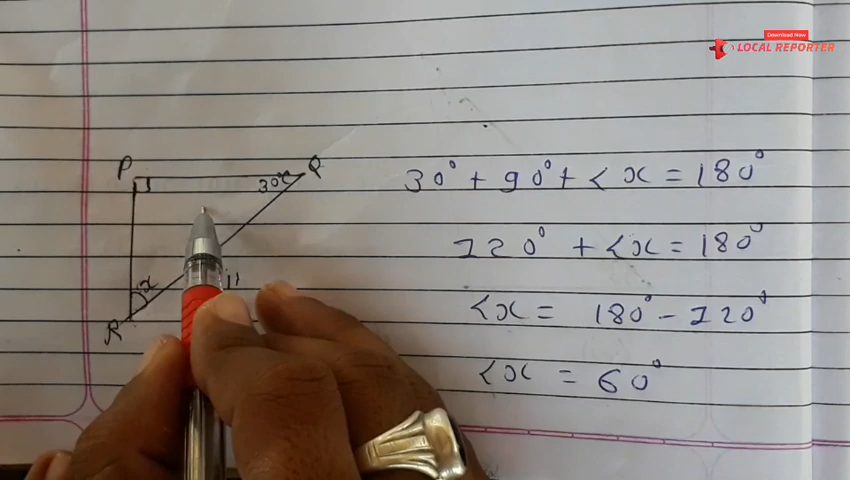 Download Now
LOCAL REPORTER
P Q
30°
x
R
30° + 90° + <x = 180°
120° + <x = 180°
<x = 180° - 120°
<x = 60°